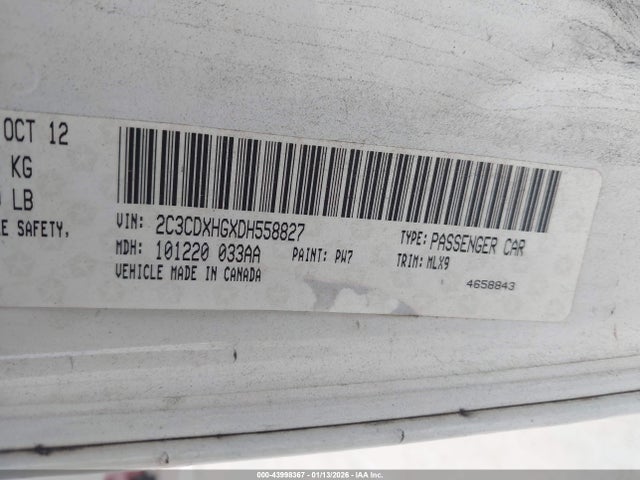 OCT 12
KG
LB
SAFETY,
VIN: 2C3CDXHGXDH558827
TYPE: PASSENGER CAR
MDH: 101220 033AA
PAINT: PW7
TRIM: MLX9
VEHICLE MADE IN CANADA
4658843
000-43998367 - 01/13/2026 - IAA Inc.